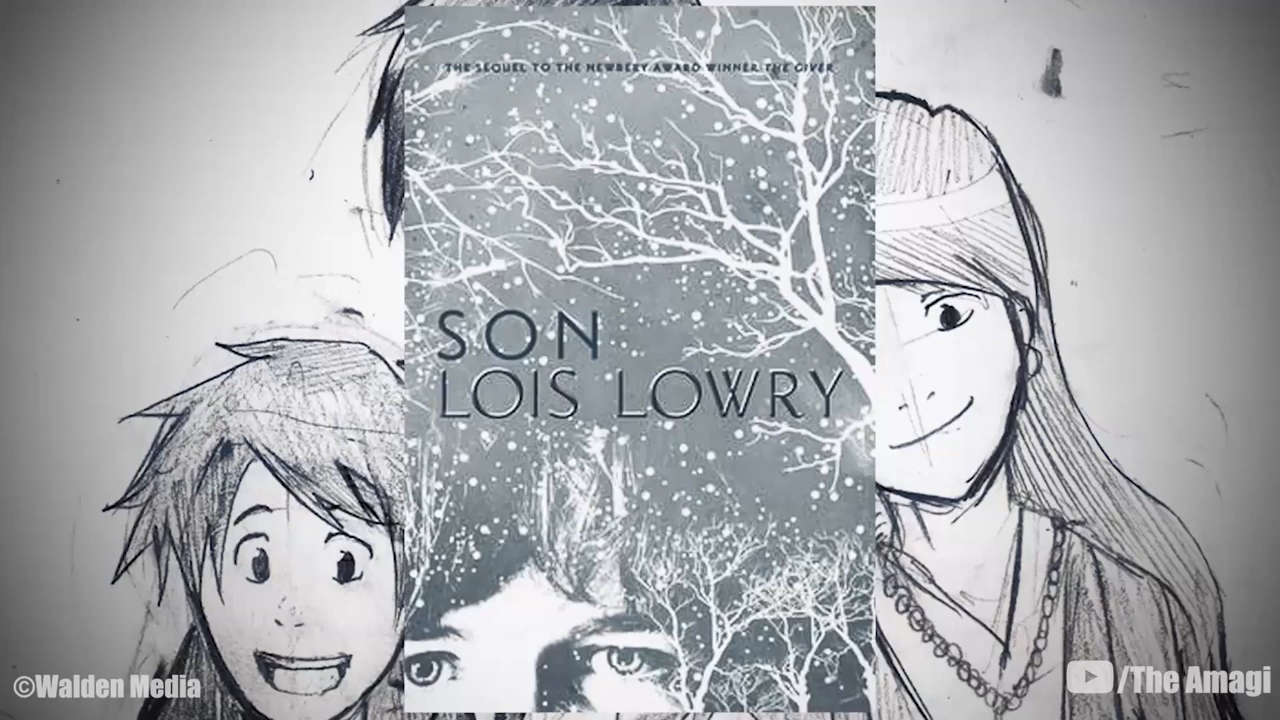 THE SEQUEL TO THE NEWBERY AWARD WINNER THE GIVER
SON
LOIS LOWRY
©Walden Media
/The Amagi